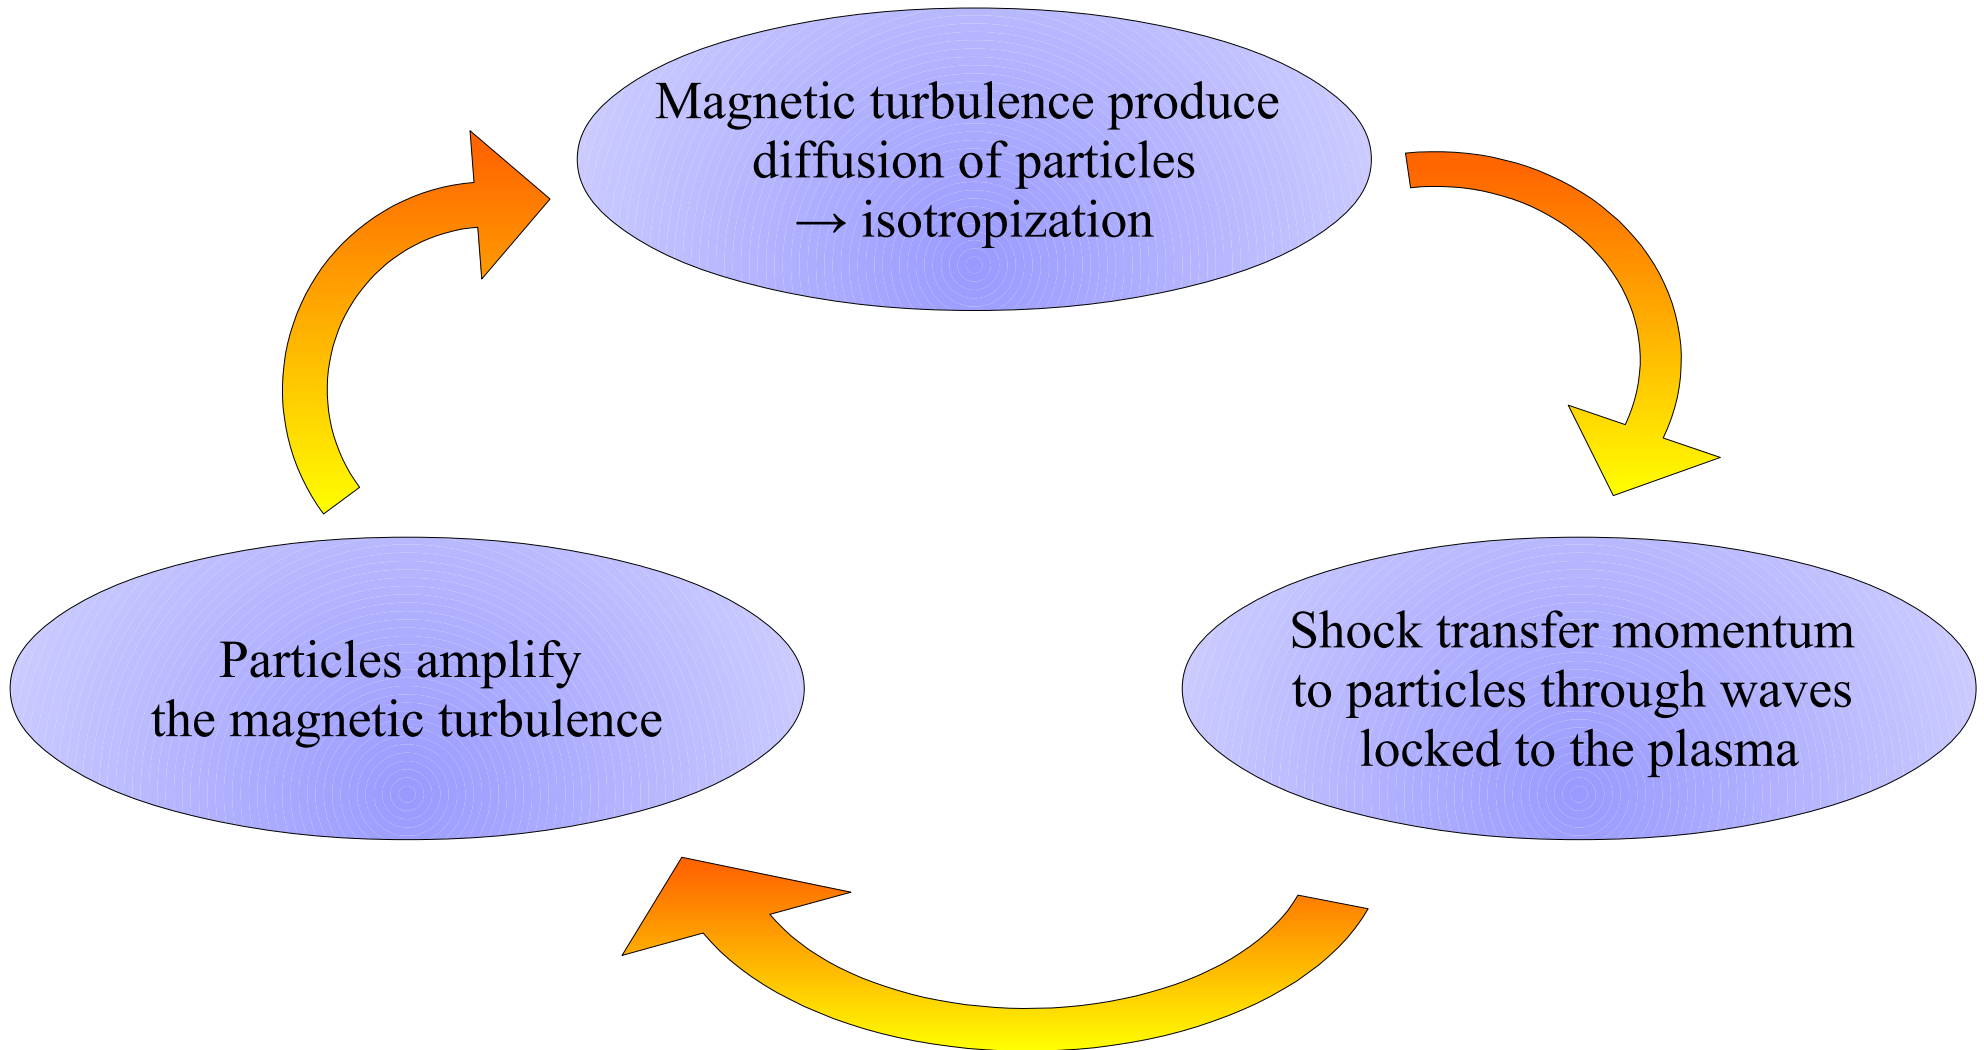 Magnetic turbulence produce
diffusion of particles
→ isotropization
Particles amplify
the magnetic turbulence
Shock transfer momentum
to particles through waves
locked to the plasma